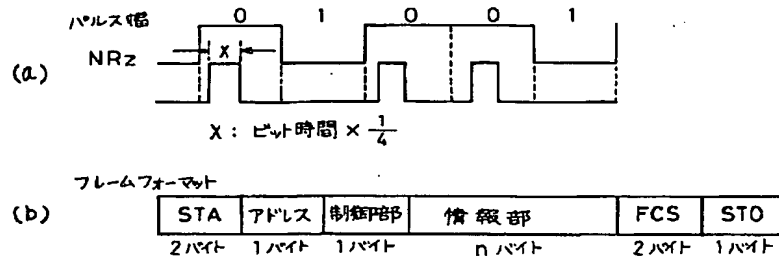 パルス幅 0 1 0 0 1
NRz
X
(a)
X: ビット時間 × 1/4
フレームフォーマット
(b)
STA アドレス 制御部 情報部 FCS STO
2バイト 1バイト 1バイト nバイト 2バイト 1バイト